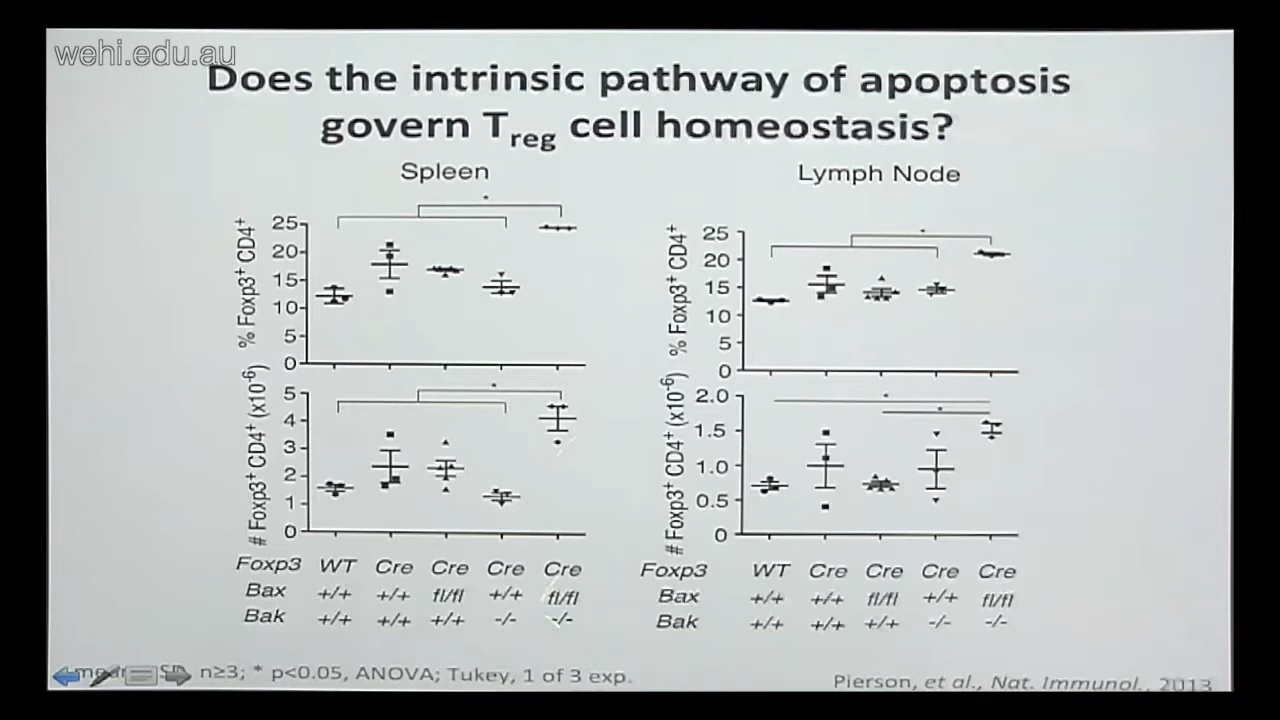 wehi.edu.au
Does the intrinsic pathway of apoptosis
govern Treg cell homeostasis?
Spleen
Lymph Node
% Foxp3+ CD4+
25
20
15
10
5
0
*
% Foxp3+ CD4+
25
20
15
10
5
0
*
# Foxp3+ CD4+ (x10-6)
5
4
3
2
1
0
*
# Foxp3+ CD4+ (x10-6)
2.0
1.5
1.0
0.5
0
*
*
Foxp3 WT Cre Cre Cre Cre
Bax +/+ +/+ fl/fl +/+ fl/fl
Bak +/+ +/+ +/+ -/- -/-
Foxp3 WT Cre Cre Cre Cre
Bax +/+ +/+ fl/fl +/+ fl/fl
Bak +/+ +/+ +/+ -/- -/-
n≥3; * p<0.05, ANOVA; Tukey, 1 of 3 exp.
Pierson, et al., Nat. Immunol., 2013